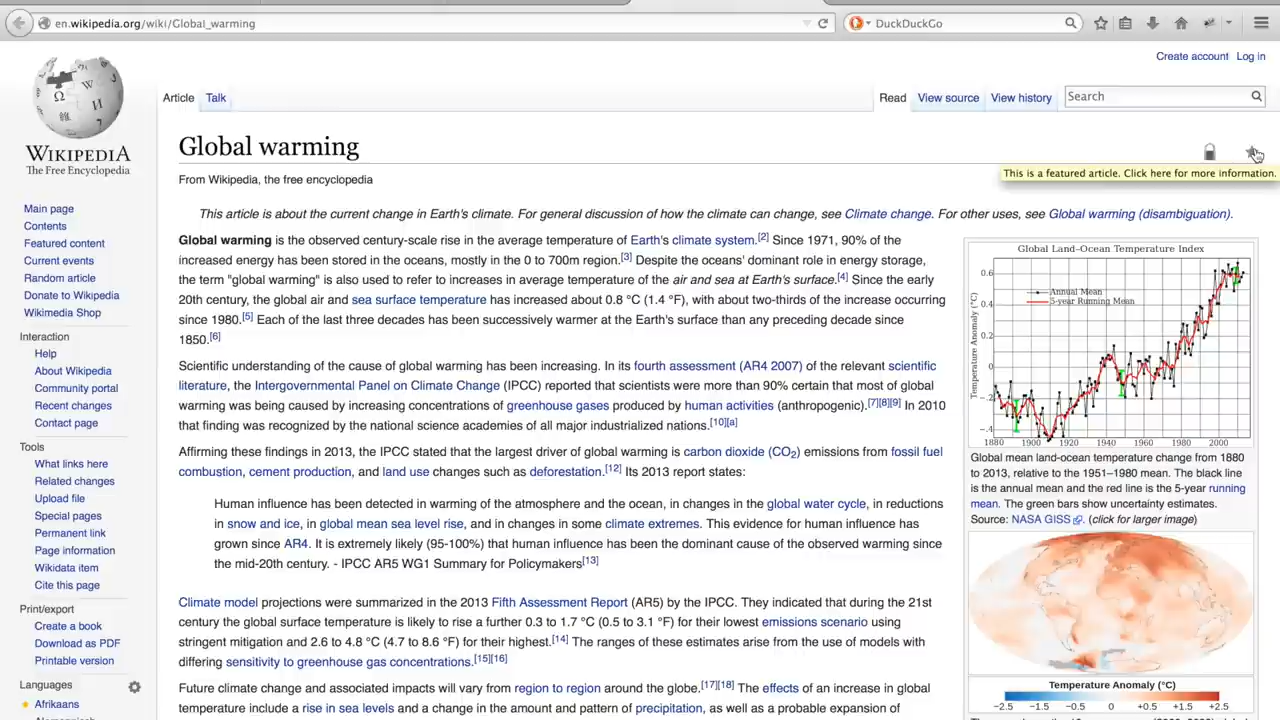 en.wikipedia.org/wiki/Global_warming
DuckDuckGo
Create account Log in
Article Talk
Read View source View history Search
WIKIPEDIA
The Free Encyclopedia
Global warming
This is a featured article. Click here for more information.
From Wikipedia, the free encyclopedia
Main page
Contents
Featured content
Current events
Random article
Donate to Wikipedia
Wikimedia Shop
Interaction
Help
About Wikipedia
Community portal
Recent changes
Contact page
Tools
What links here
Related changes
Upload file
Special pages
Permanent link
Page information
Wikidata item
Cite this page
Print/export
Create a book
Download as PDF
Printable version
Languages
Afrikaans
This article is about the current change in Earth's climate. For general discussion of how the climate can change, see Climate change. For other uses, see Global warming (disambiguation).
Global warming is the observed century-scale rise in the average temperature of Earth's climate system.[2] Since 1971, 90% of the
increased energy has been stored in the oceans, mostly in the 0 to 700m region.[3] Despite the oceans' dominant role in energy storage,
the term "global warming" is also used to refer to increases in average temperature of the air and sea at Earth's surface.[4] Since the early
20th century, the global air and sea surface temperature has increased about 0.8 °C (1.4 °F), with about two-thirds of the increase occurring
since 1980.[5] Each of the last three decades has been successively warmer at the Earth's surface than any preceding decade since
1850.[6]
Scientific understanding of the cause of global warming has been increasing. In its fourth assessment (AR4 2007) of the relevant scientific
literature, the Intergovernmental Panel on Climate Change (IPCC) reported that scientists were more than 90% certain that most of global
warming was being caused by increasing concentrations of greenhouse gases produced by human activities (anthropogenic).[7][8][9] In 2010
that finding was recognized by the national science academies of all major industrialized nations.[10][a]
Affirming these findings in 2013, the IPCC stated that the largest driver of global warming is carbon dioxide (CO2) emissions from fossil fuel
combustion, cement production, and land use changes such as deforestation.[12] Its 2013 report states:
Human influence has been detected in warming of the atmosphere and the ocean, in changes in the global water cycle, in reductions
in snow and ice, in global mean sea level rise, and in changes in some climate extremes. This evidence for human influence has
grown since AR4. It is extremely likely (95-100%) that human influence has been the dominant cause of the observed warming since
the mid-20th century. - IPCC AR5 WG1 Summary for Policymakers[13]
Climate model projections were summarized in the 2013 Fifth Assessment Report (AR5) by the IPCC. They indicated that during the 21st
century the global surface temperature is likely to rise a further 0.3 to 1.7 °C (0.5 to 3.1 °F) for their lowest emissions scenario using
stringent mitigation and 2.6 to 4.8 °C (4.7 to 8.6 °F) for their highest.[14] The ranges of these estimates arise from the use of models with
differing sensitivity to greenhouse gas concentrations.[15][16]
Future climate change and associated impacts will vary from region to region around the globe.[17][18] The effects of an increase in global
temperature include a rise in sea levels and a change in the amount and pattern of precipitation, as well as a probable expansion of
Global Land–Ocean Temperature Index
Temperature Anomaly (°C)
0.6
0.4
0.2
0
-.2
-.4
Annual Mean
5-year Running Mean
1880 1900 1920 1940 1960 1980 2000
Global mean land-ocean temperature change from 1880
to 2013, relative to the 1951–1980 mean. The black line
is the annual mean and the red line is the 5-year running
mean. The green bars show uncertainty estimates.
Source: NASA GISS. (click for larger image)
Temperature Anomaly (°C)
−2.5 −1.5 −0.5 0 +0.5 +1.5 +2.5